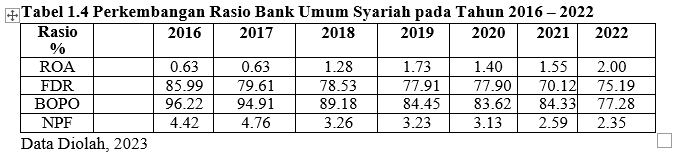 Tabel 1.4 Perkembangan Rasio Bank Umum Syariah pada Tahun 2016 – 2022
Rasio % 2016 2017 2018 2019 2020 2021 2022
ROA 0.63 0.63 1.28 1.73 1.40 1.55 2.00
FDR 85.99 79.61 78.53 77.91 77.90 70.12 75.19
BOPO 96.22 94.91 89.18 84.45 83.62 84.33 77.28
NPF 4.42 4.76 3.26 3.23 3.13 2.59 2.35
Data Diolah, 2023